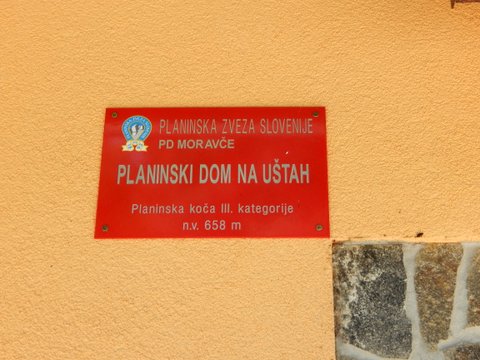 PLANINSKA ZVEZA SLOVENIJE
PD MORAVČE
PLANINSKI DOM NA UŠTAH
Planinska koča III. kategorije
n.v. 658 m